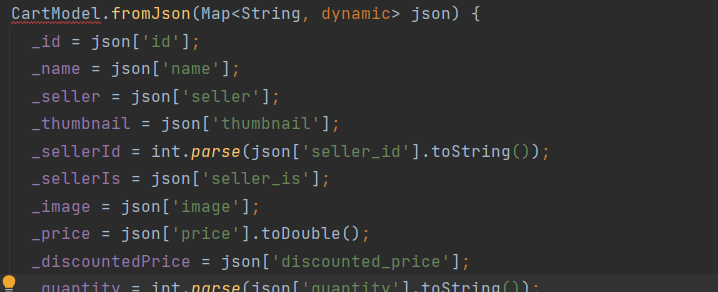 CartModel.fromJson(Map<String, dynamic> json) {
_id = json['id'];
_name = json['name'];
_seller = json['seller'];
_thumbnail = json['thumbnail'];
_sellerId = int.parse(json['seller_id'].toString());
_sellerIs = json['seller_is'];
_image = json['image'];
_price = json['price'].toDouble();
_discountedPrice = json['discounted_price'];
_quantity = int.parse(json['quantity'].toString());